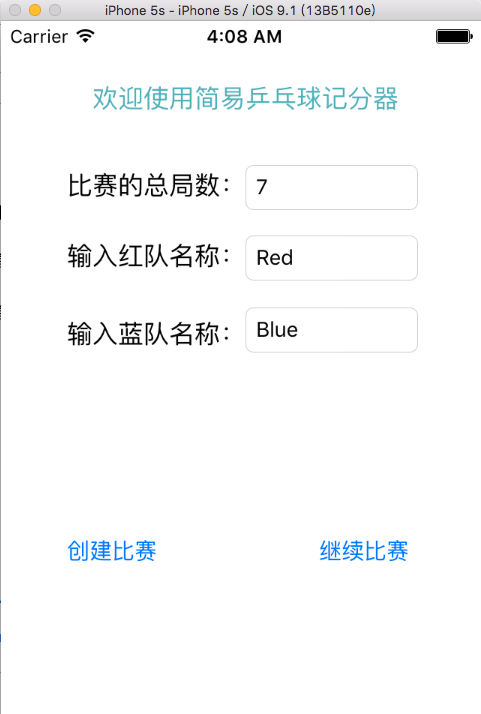 iPhone 5s - iPhone 5s / iOS 9.1 (13B5110e)
Carrier 4:08 AM
欢迎使用简易乒乓球记分器
比赛的总局数： 7
输入红队名称： Red
输入蓝队名称： Blue
创建比赛 继续比赛